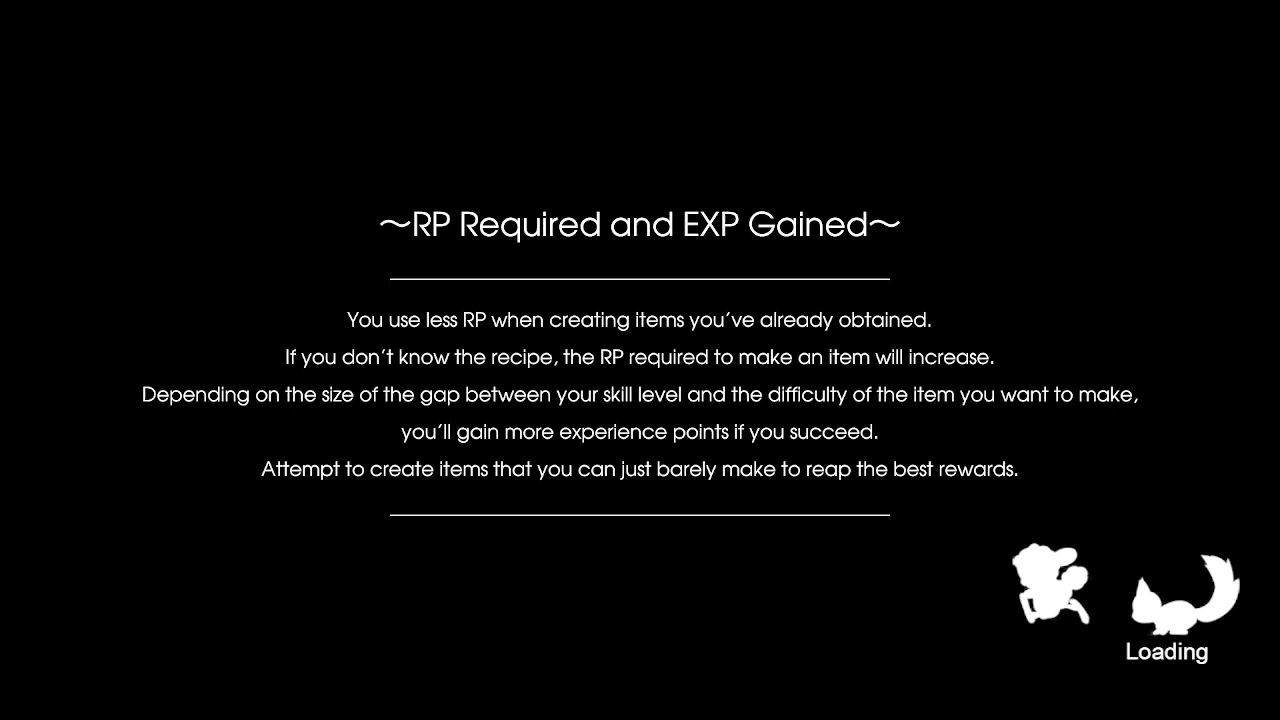 ～RP Required and EXP Gained～
You use less RP when creating items you've already obtained.
If you don't know the recipe, the RP required to make an item will increase.
Depending on the size of the gap between your skill level and the difficulty of the item you want to make,
you'll gain more experience points if you succeed.
Attempt to create items that you can just barely make to reap the best rewards.
Loading